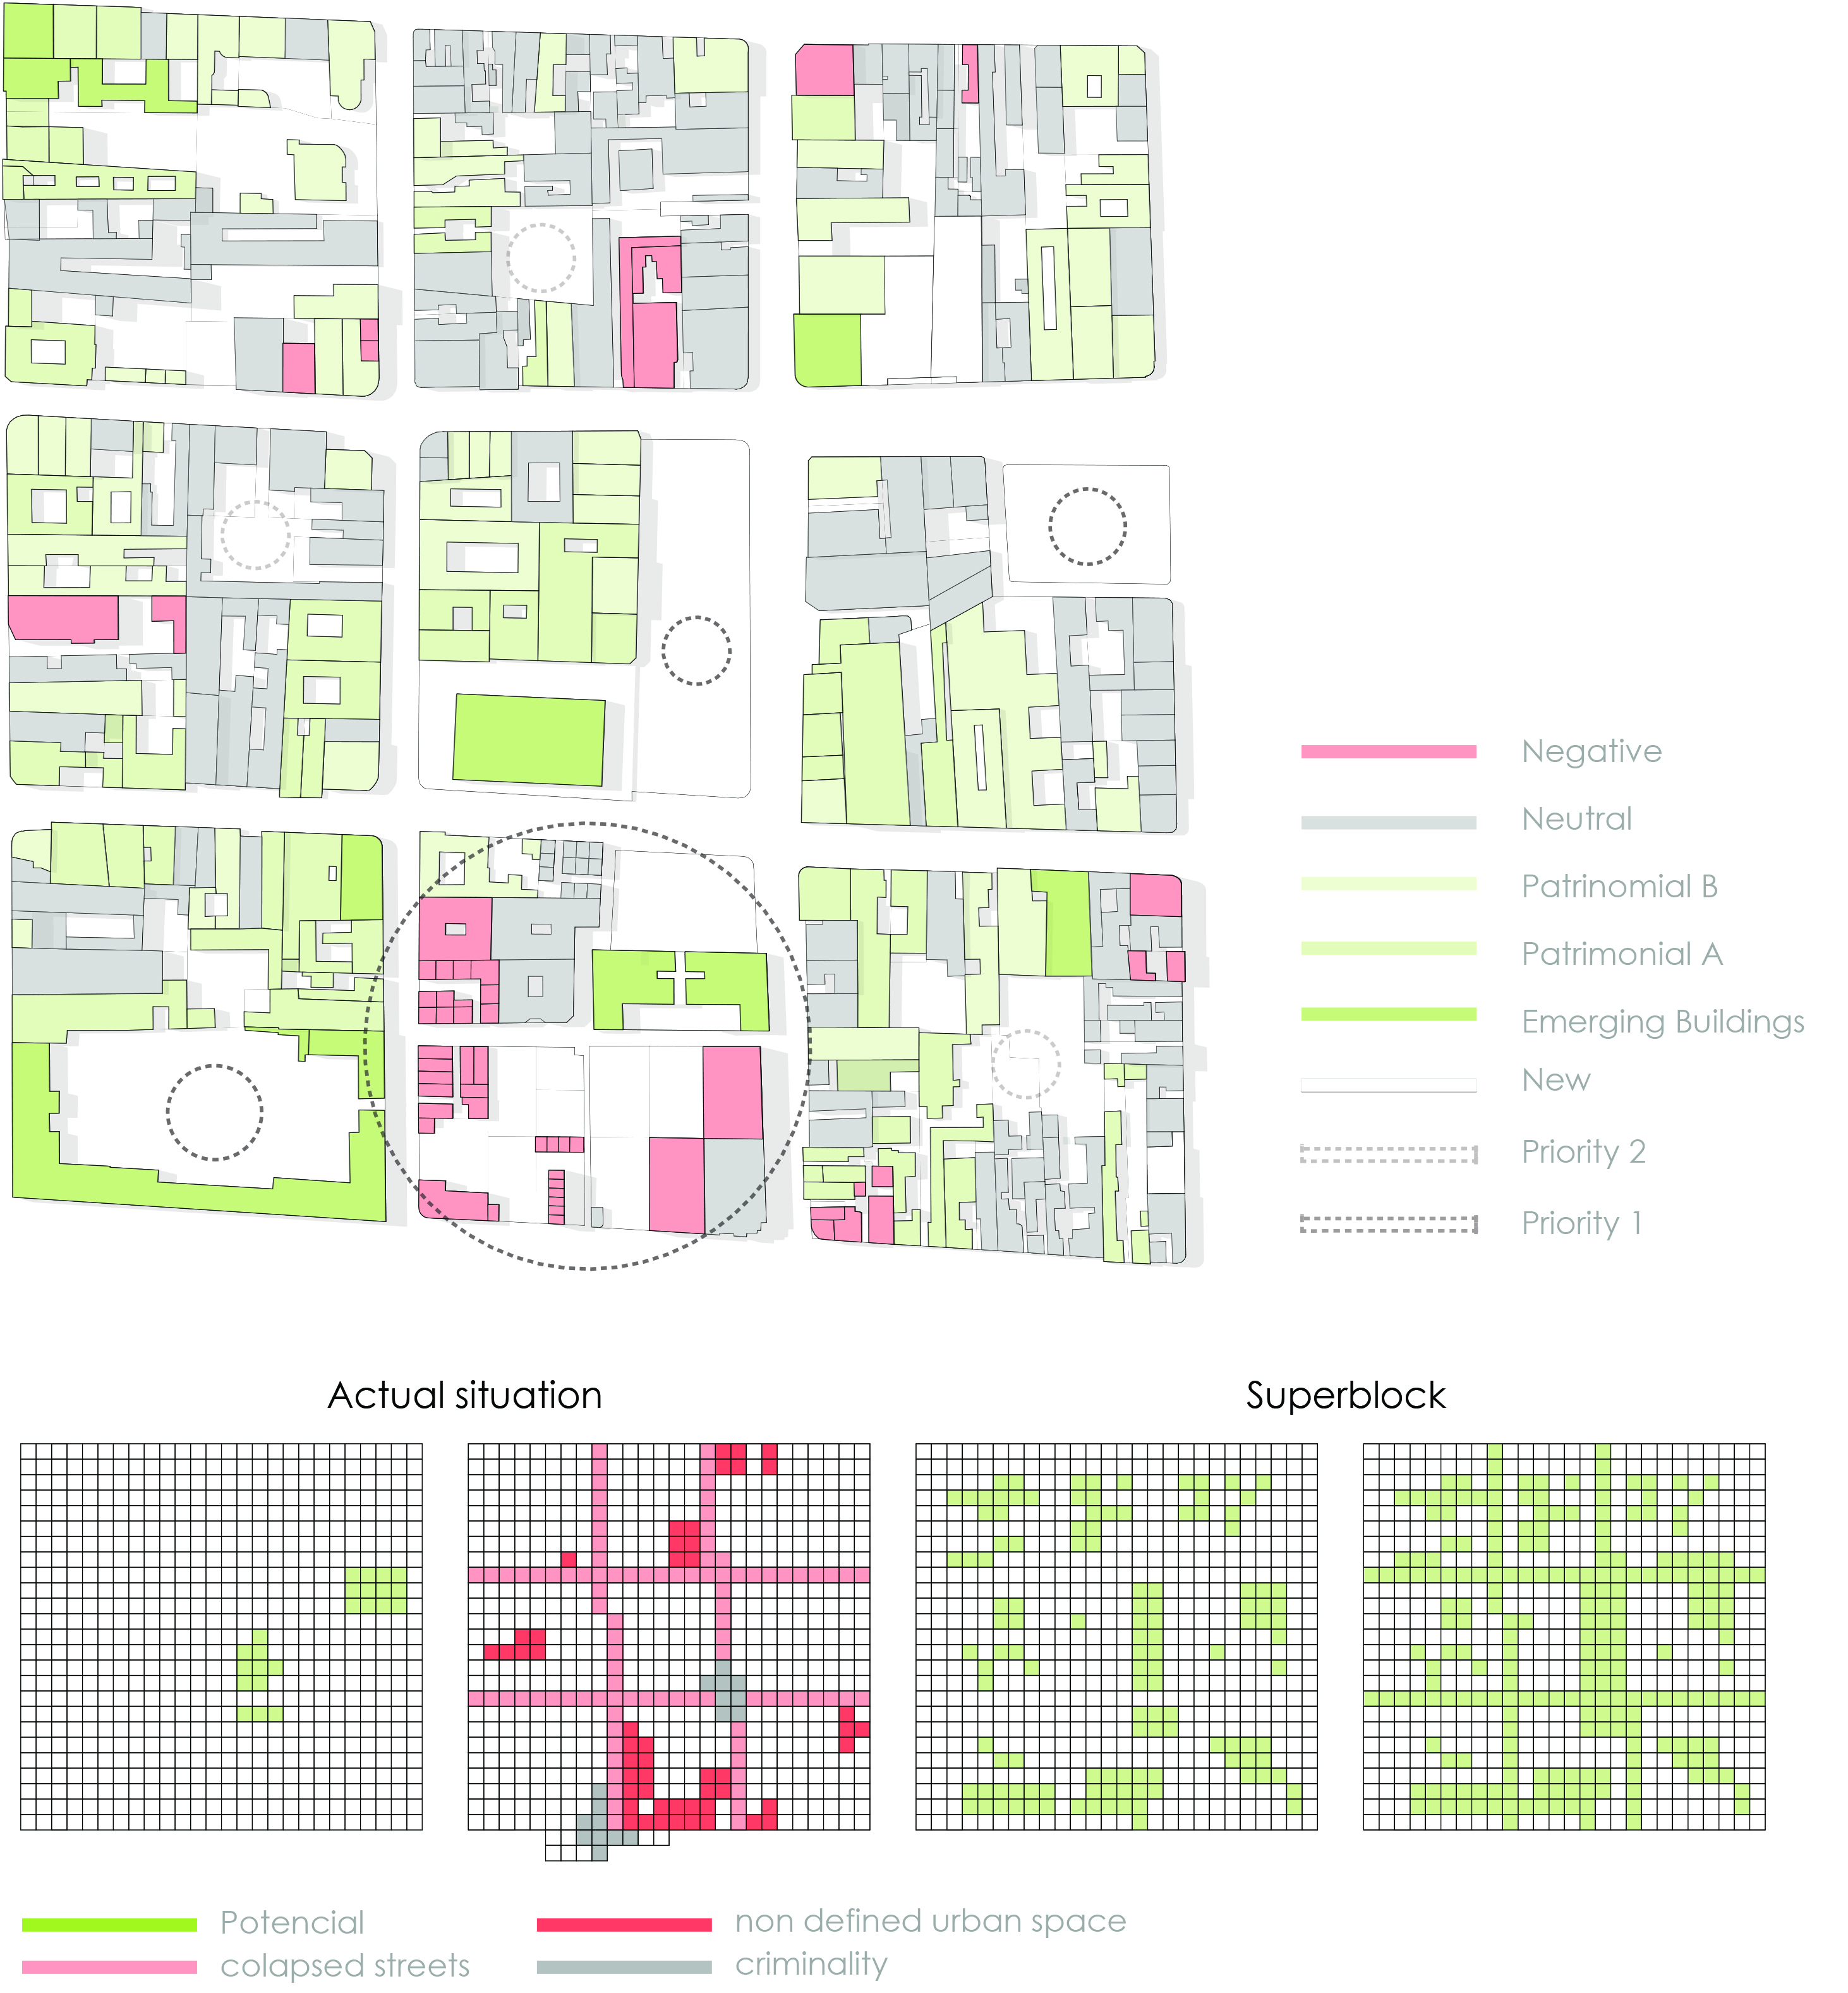 Negative
Neutral
Patrinomial B
Patrimonial A
Emerging Buildings
New
Priority 2
Priority 1
Actual situation
Superblock
Potencial
non defined urban space
colapsed streets
criminality